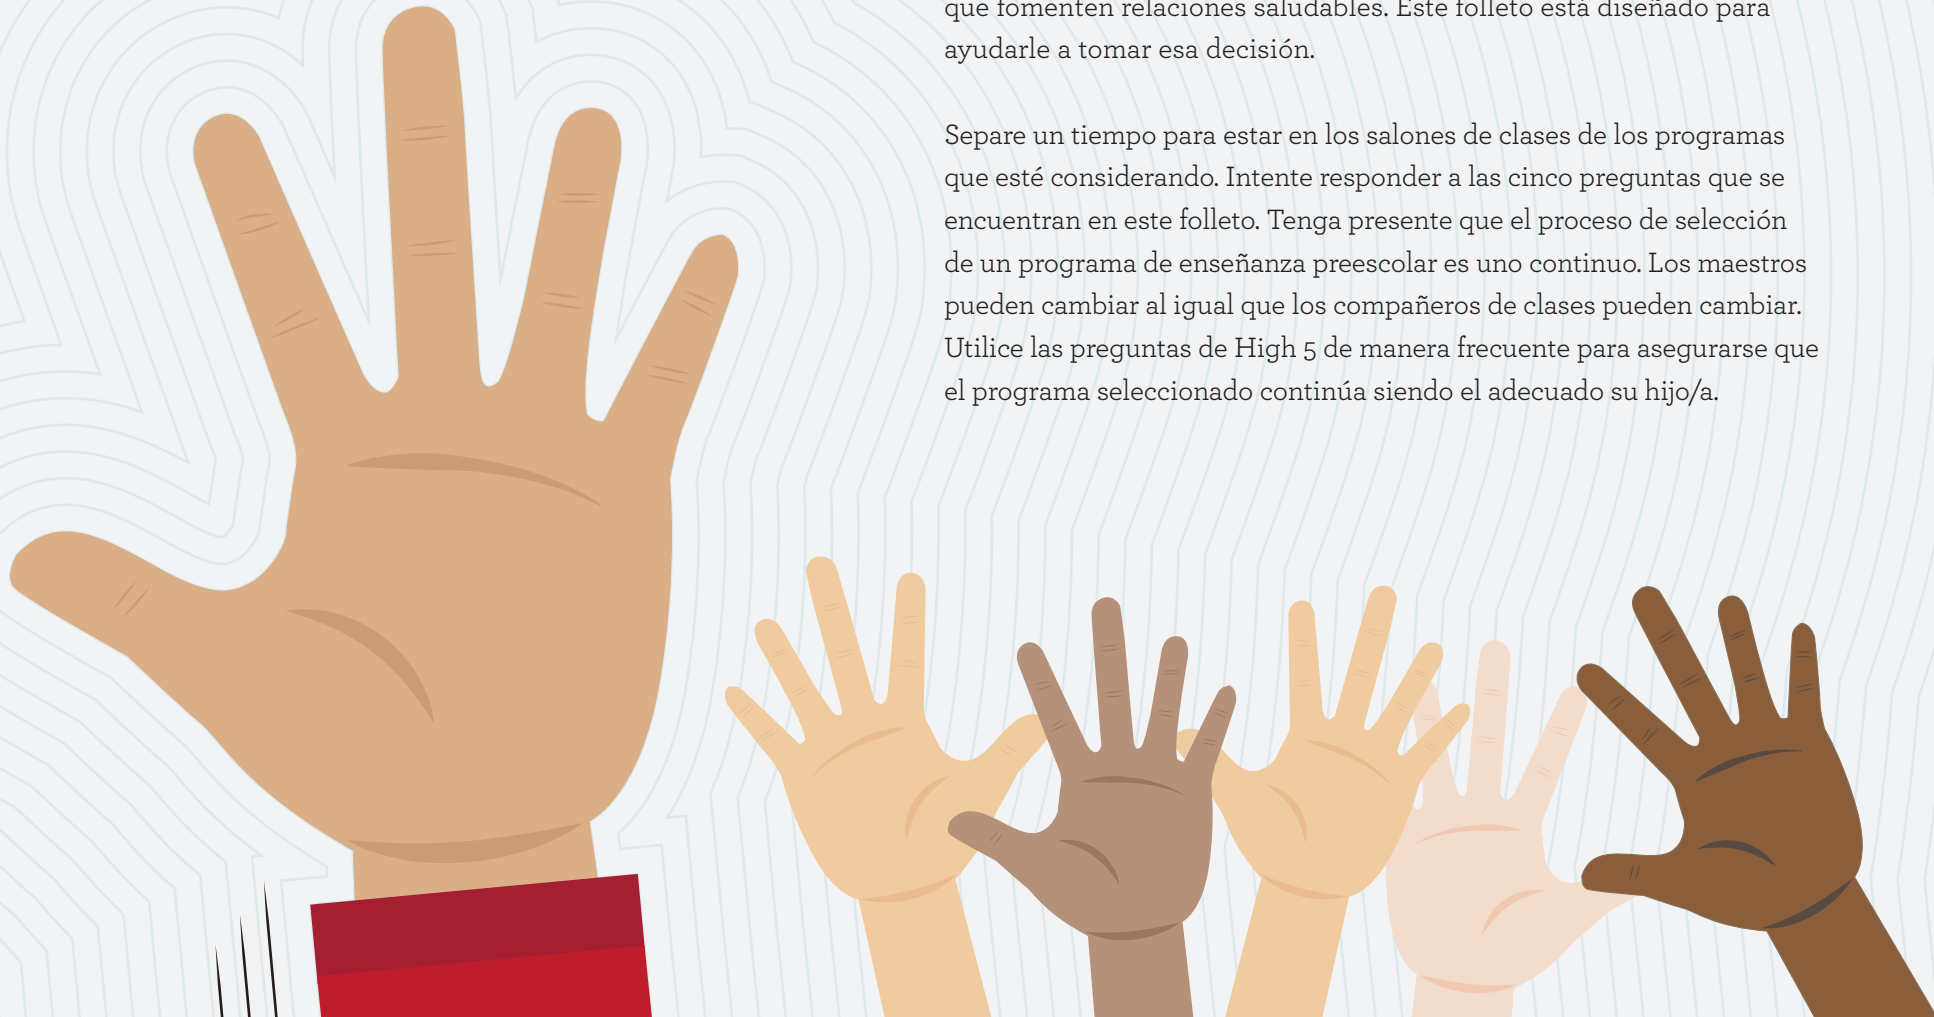 que fomenten relaciones saludables. Este folleto está diseñado para
ayudarle a tomar esa decisión.
Separe un tiempo para estar en los salones de clases de los programas
que esté considerando. Intente responder a las cinco preguntas que se
encuentran en este folleto. Tenga presente que el proceso de selección
de un programa de enseñanza preescolar es uno continuo. Los maestros
pueden cambiar al igual que los compañeros de clases pueden cambiar.
Utilice las preguntas de High 5 de manera frecuente para asegurarse que
el programa seleccionado continúa siendo el adecuado su hijo/a.